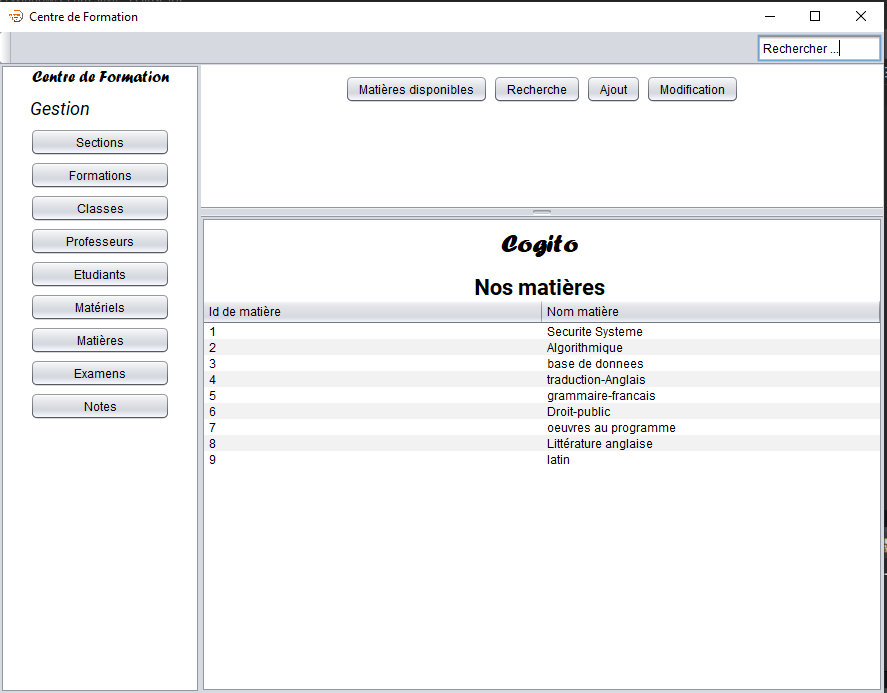 Centre de Formation
Rechercher ...
Centre de Formation
Gestion
Sections
Formations
Classes
Professeurs
Etudiants
Matériels
Matières
Examens
Notes
Matières disponibles Recherche Ajout Modification
Cogito
Nos matières
Id de matière Nom matière
1 Securite Systeme
2 Algorithmique
3 base de donnees
4 traduction-Anglais
5 grammaire-francais
6 Droit-public
7 oeuvres au programme
8 Littérature anglaise
9 latin